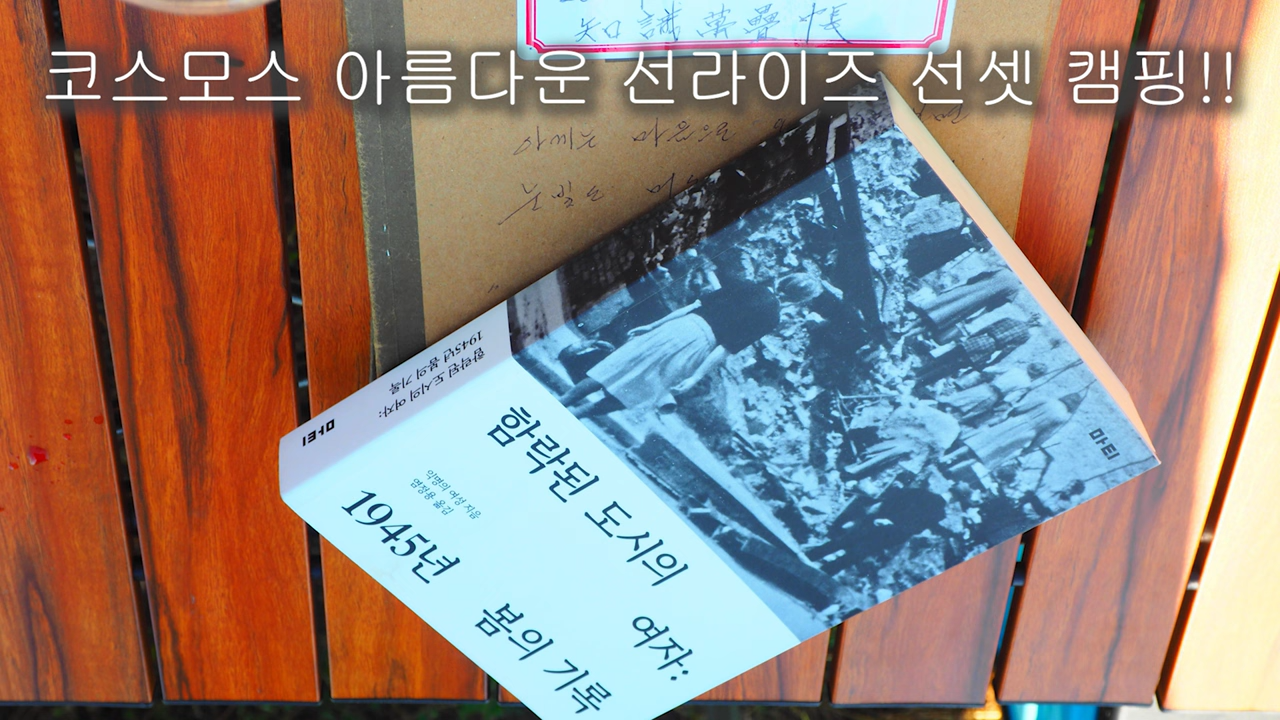 知識萬疊帳
코스모스 아름다운 선라이즈 선셋 캠핑!!
함락된 도시의 여자:
1945년 봄의 기록
마티
마티
함락된 도시의 여자:
1945년 봄의 기록
익명의 여성 지음
염정용 옮김